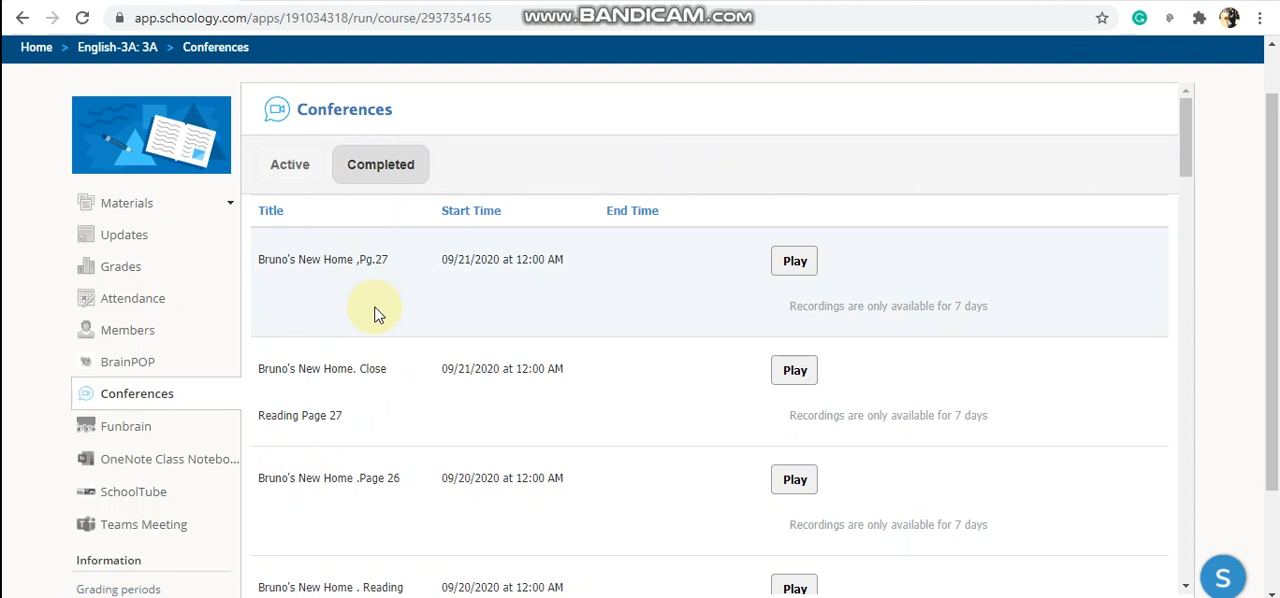 app.schoology.com/apps/191034318/run/course/2937354165
www.BANDICAM.com
Home > English-3A: 3A > Conferences
Conferences
Active Completed
Title Start Time End Time
Bruno's New Home ,Pg.27 09/21/2020 at 12:00 AM Play
Recordings are only available for 7 days
Bruno's New Home. Close 09/21/2020 at 12:00 AM Play
Reading Page 27 Recordings are only available for 7 days
Bruno's New Home .Page 26 09/20/2020 at 12:00 AM Play
Recordings are only available for 7 days
Bruno's New Home . Reading 09/20/2020 at 12:00 AM Play
Materials
Updates
Grades
Attendance
Members
BrainPOP
Conferences
Funbrain
OneNote Class Notebo...
SchoolTube
Teams Meeting
Information
Grading periods
S